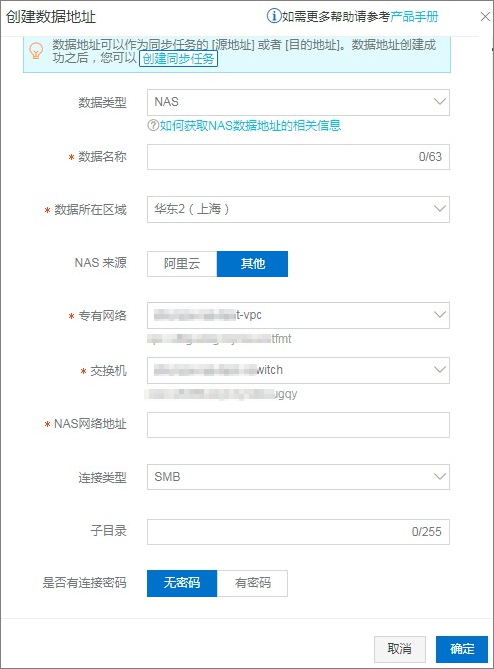 创建数据地址
如需更多帮助请参考产品手册
数据地址可以作为同步任务的 [源地址] 或者 [目的地址]。数据地址创建成
功之后，您可以 创建同步任务
数据类型
NAS
如何获取NAS数据地址的相关信息
* 数据名称
0/63
* 数据所在区域
华东2（上海）
NAS 来源
阿里云
其他
* 专有网络
t-vpc
tfmt
* 交换机
witch
ugqy
* NAS网络地址
连接类型
SMB
子目录
0/255
是否有连接密码
无密码
有密码
取消
确定